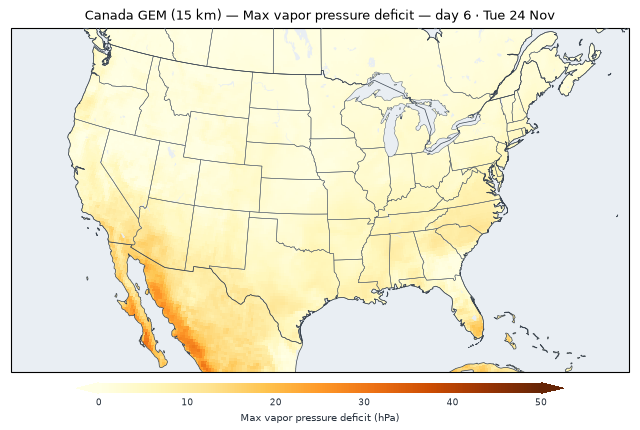 Canada GEM (15 km) — Max vapor pressure deficit — day 6 · Tue 24 Nov
0 10 20 30 40 50
Max vapor pressure deficit (hPa)